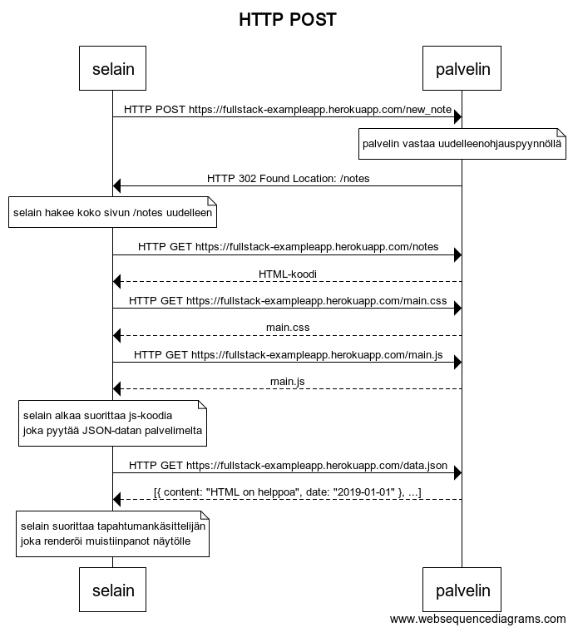 HTTP POST
selain
palvelin
HTTP POST https://fullstack-exampleapp.herokuapp.com/new_note
palvelin vastaa uudelleenohjauspyynnöllä
HTTP 302 Found Location: /notes
selain hakee koko sivun /notes uudelleen
HTTP GET https://fullstack-exampleapp.herokuapp.com/notes
HTML-koodi
HTTP GET https://fullstack-exampleapp.herokuapp.com/main.css
main.css
HTTP GET https://fullstack-exampleapp.herokuapp.com/main.js
main.js
selain alkaa suorittaa js-koodia
joka pyytää JSON-datan palvelimelta
HTTP GET https://fullstack-exampleapp.herokuapp.com/data.json
[{ content: "HTML on helppoa", date: "2019-01-01" }, ...]
selain suorittaa tapahtumankäsittelijän
joka renderöi muistiinpanot näytölle
selain
palvelin
www.websequencediagrams.com